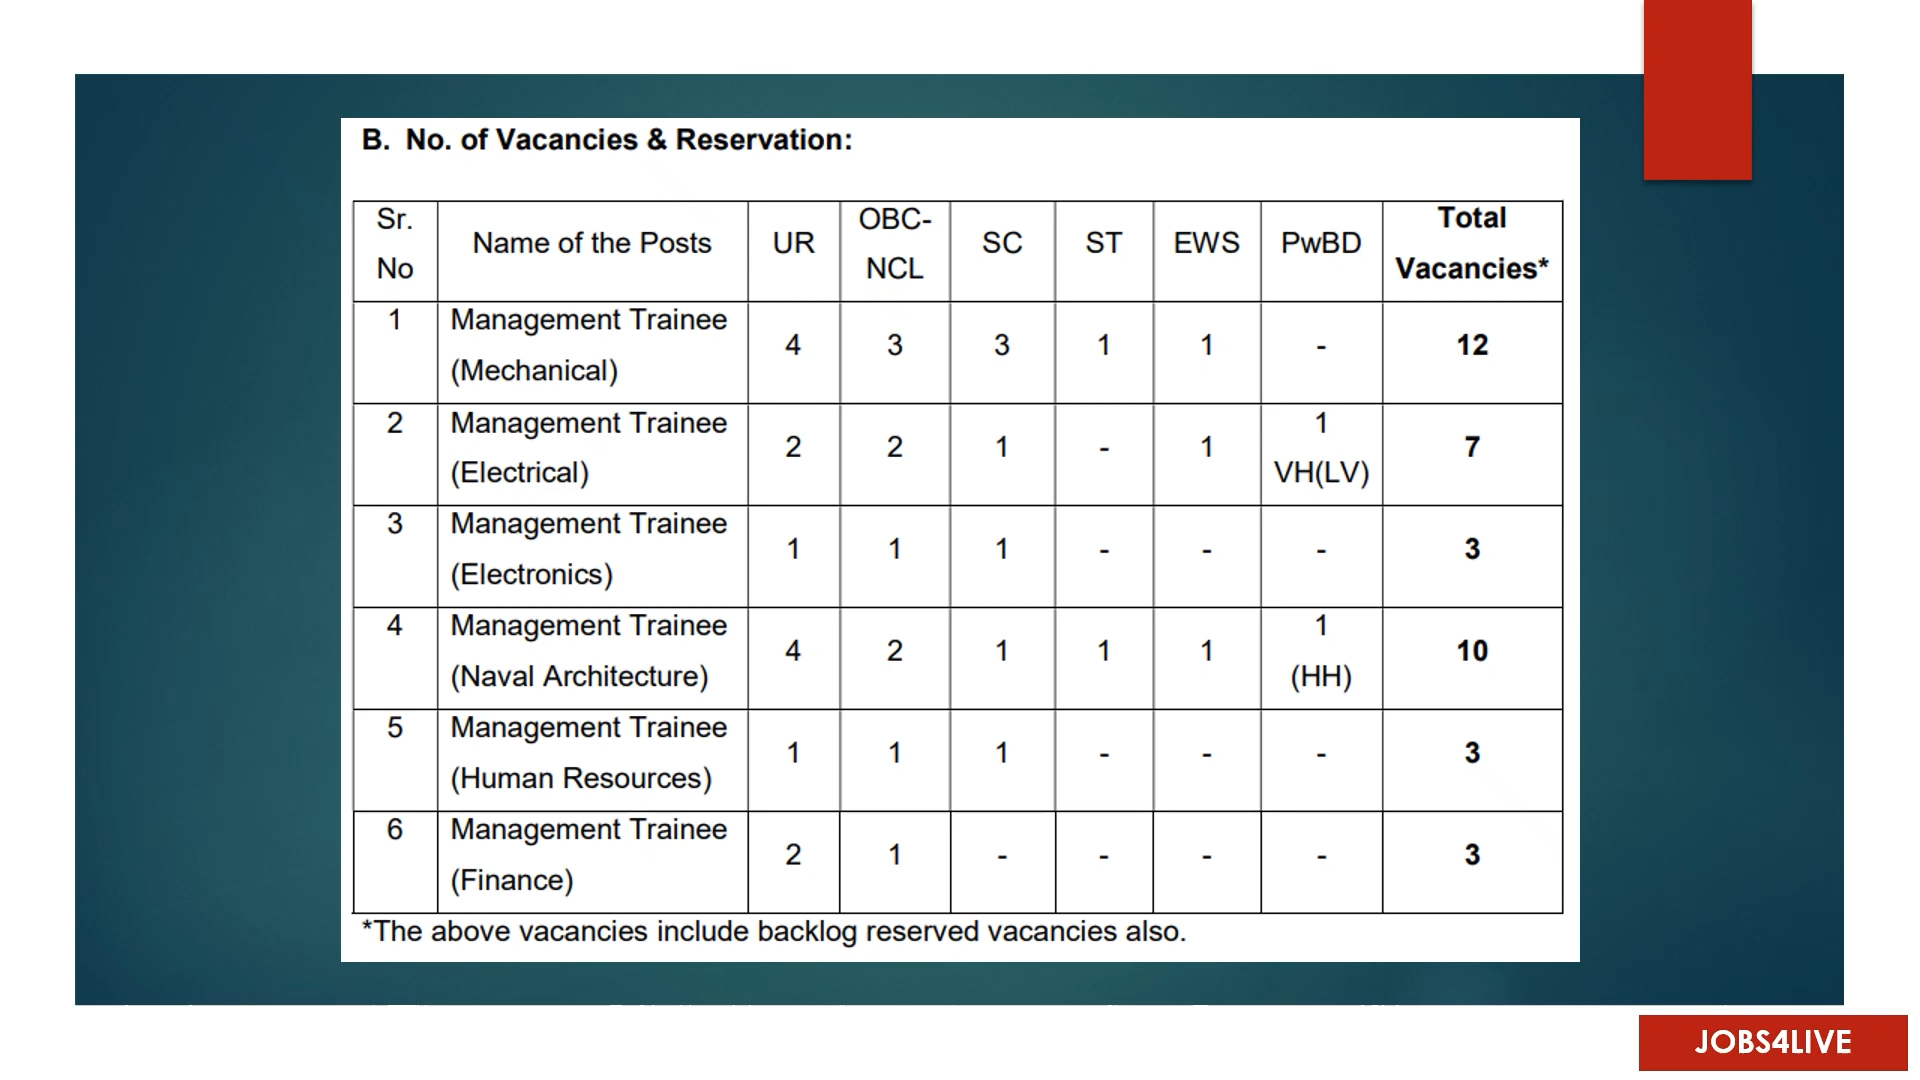 B. No. of Vacancies & Reservation:
Sr. No Name of the Posts UR OBC-NCL SC ST EWS PwBD Total Vacancies*
1 Management Trainee (Mechanical) 4 3 3 1 1 - 12
2 Management Trainee (Electrical) 2 2 1 - 1 1 VH(LV) 7
3 Management Trainee (Electronics) 1 1 1 - - - 3
4 Management Trainee (Naval Architecture) 4 2 1 1 1 1 (HH) 10
5 Management Trainee (Human Resources) 1 1 1 - - - 3
6 Management Trainee (Finance) 2 1 - - - - 3
*The above vacancies include backlog reserved vacancies also.
JOBS4LIVE